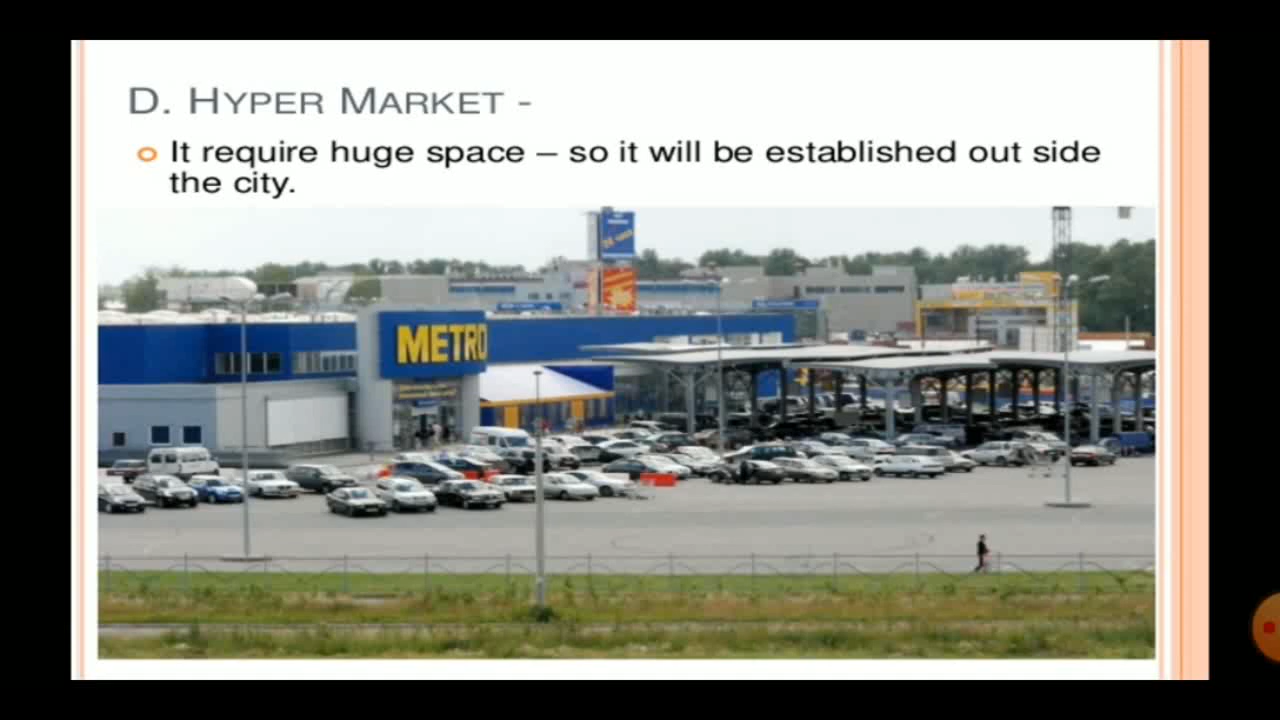 D. HYPER MARKET -
It require huge space – so it will be established out side
the city.
METRO